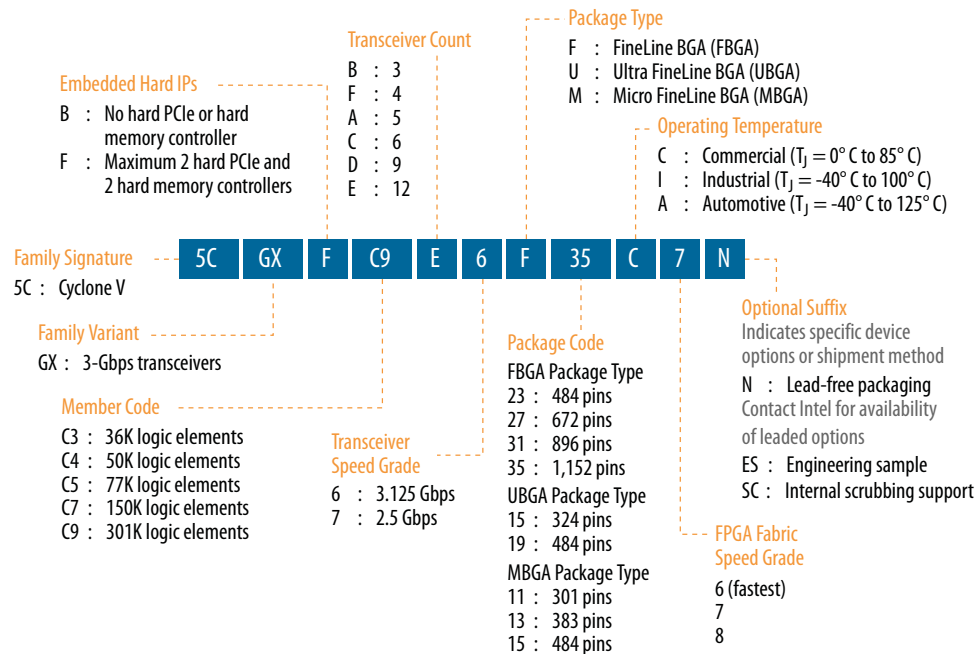 Package Type
F : FineLine BGA (FBGA)
U : Ultra FineLine BGA (UBGA)
M : Micro FineLine BGA (MBGA)
Transceiver Count
B : 3
F : 4
A : 5
C : 6
D : 9
E : 12
Embedded Hard IPs
B : No hard PCIe or hard
memory controller
F : Maximum 2 hard PCIe and
2 hard memory controllers
Operating Temperature
C : Commercial (TJ = 0° C to 85° C)
I : Industrial (TJ = -40° C to 100° C)
A : Automotive (TJ = -40° C to 125° C)
5C GX F C9 E 6 F 35 C 7 N
Family Signature
5C : Cyclone V
Family Variant
GX : 3-Gbps transceivers
Member Code
C3 : 36K logic elements
C4 : 50K logic elements
C5 : 77K logic elements
C7 : 150K logic elements
C9 : 301K logic elements
Transceiver
Speed Grade
6 : 3.125 Gbps
7 : 2.5 Gbps
Package Code
FBGA Package Type
23 : 484 pins
27 : 672 pins
31 : 896 pins
35 : 1,152 pins
UBGA Package Type
15 : 324 pins
19 : 484 pins
MBGA Package Type
11 : 301 pins
13 : 383 pins
15 : 484 pins
Optional Suffix
Indicates specific device
options or shipment method
N : Lead-free packaging
Contact Intel for availability
of leaded options
ES : Engineering sample
SC : Internal scrubbing support
FPGA Fabric
Speed Grade
6 (fastest)
7
8